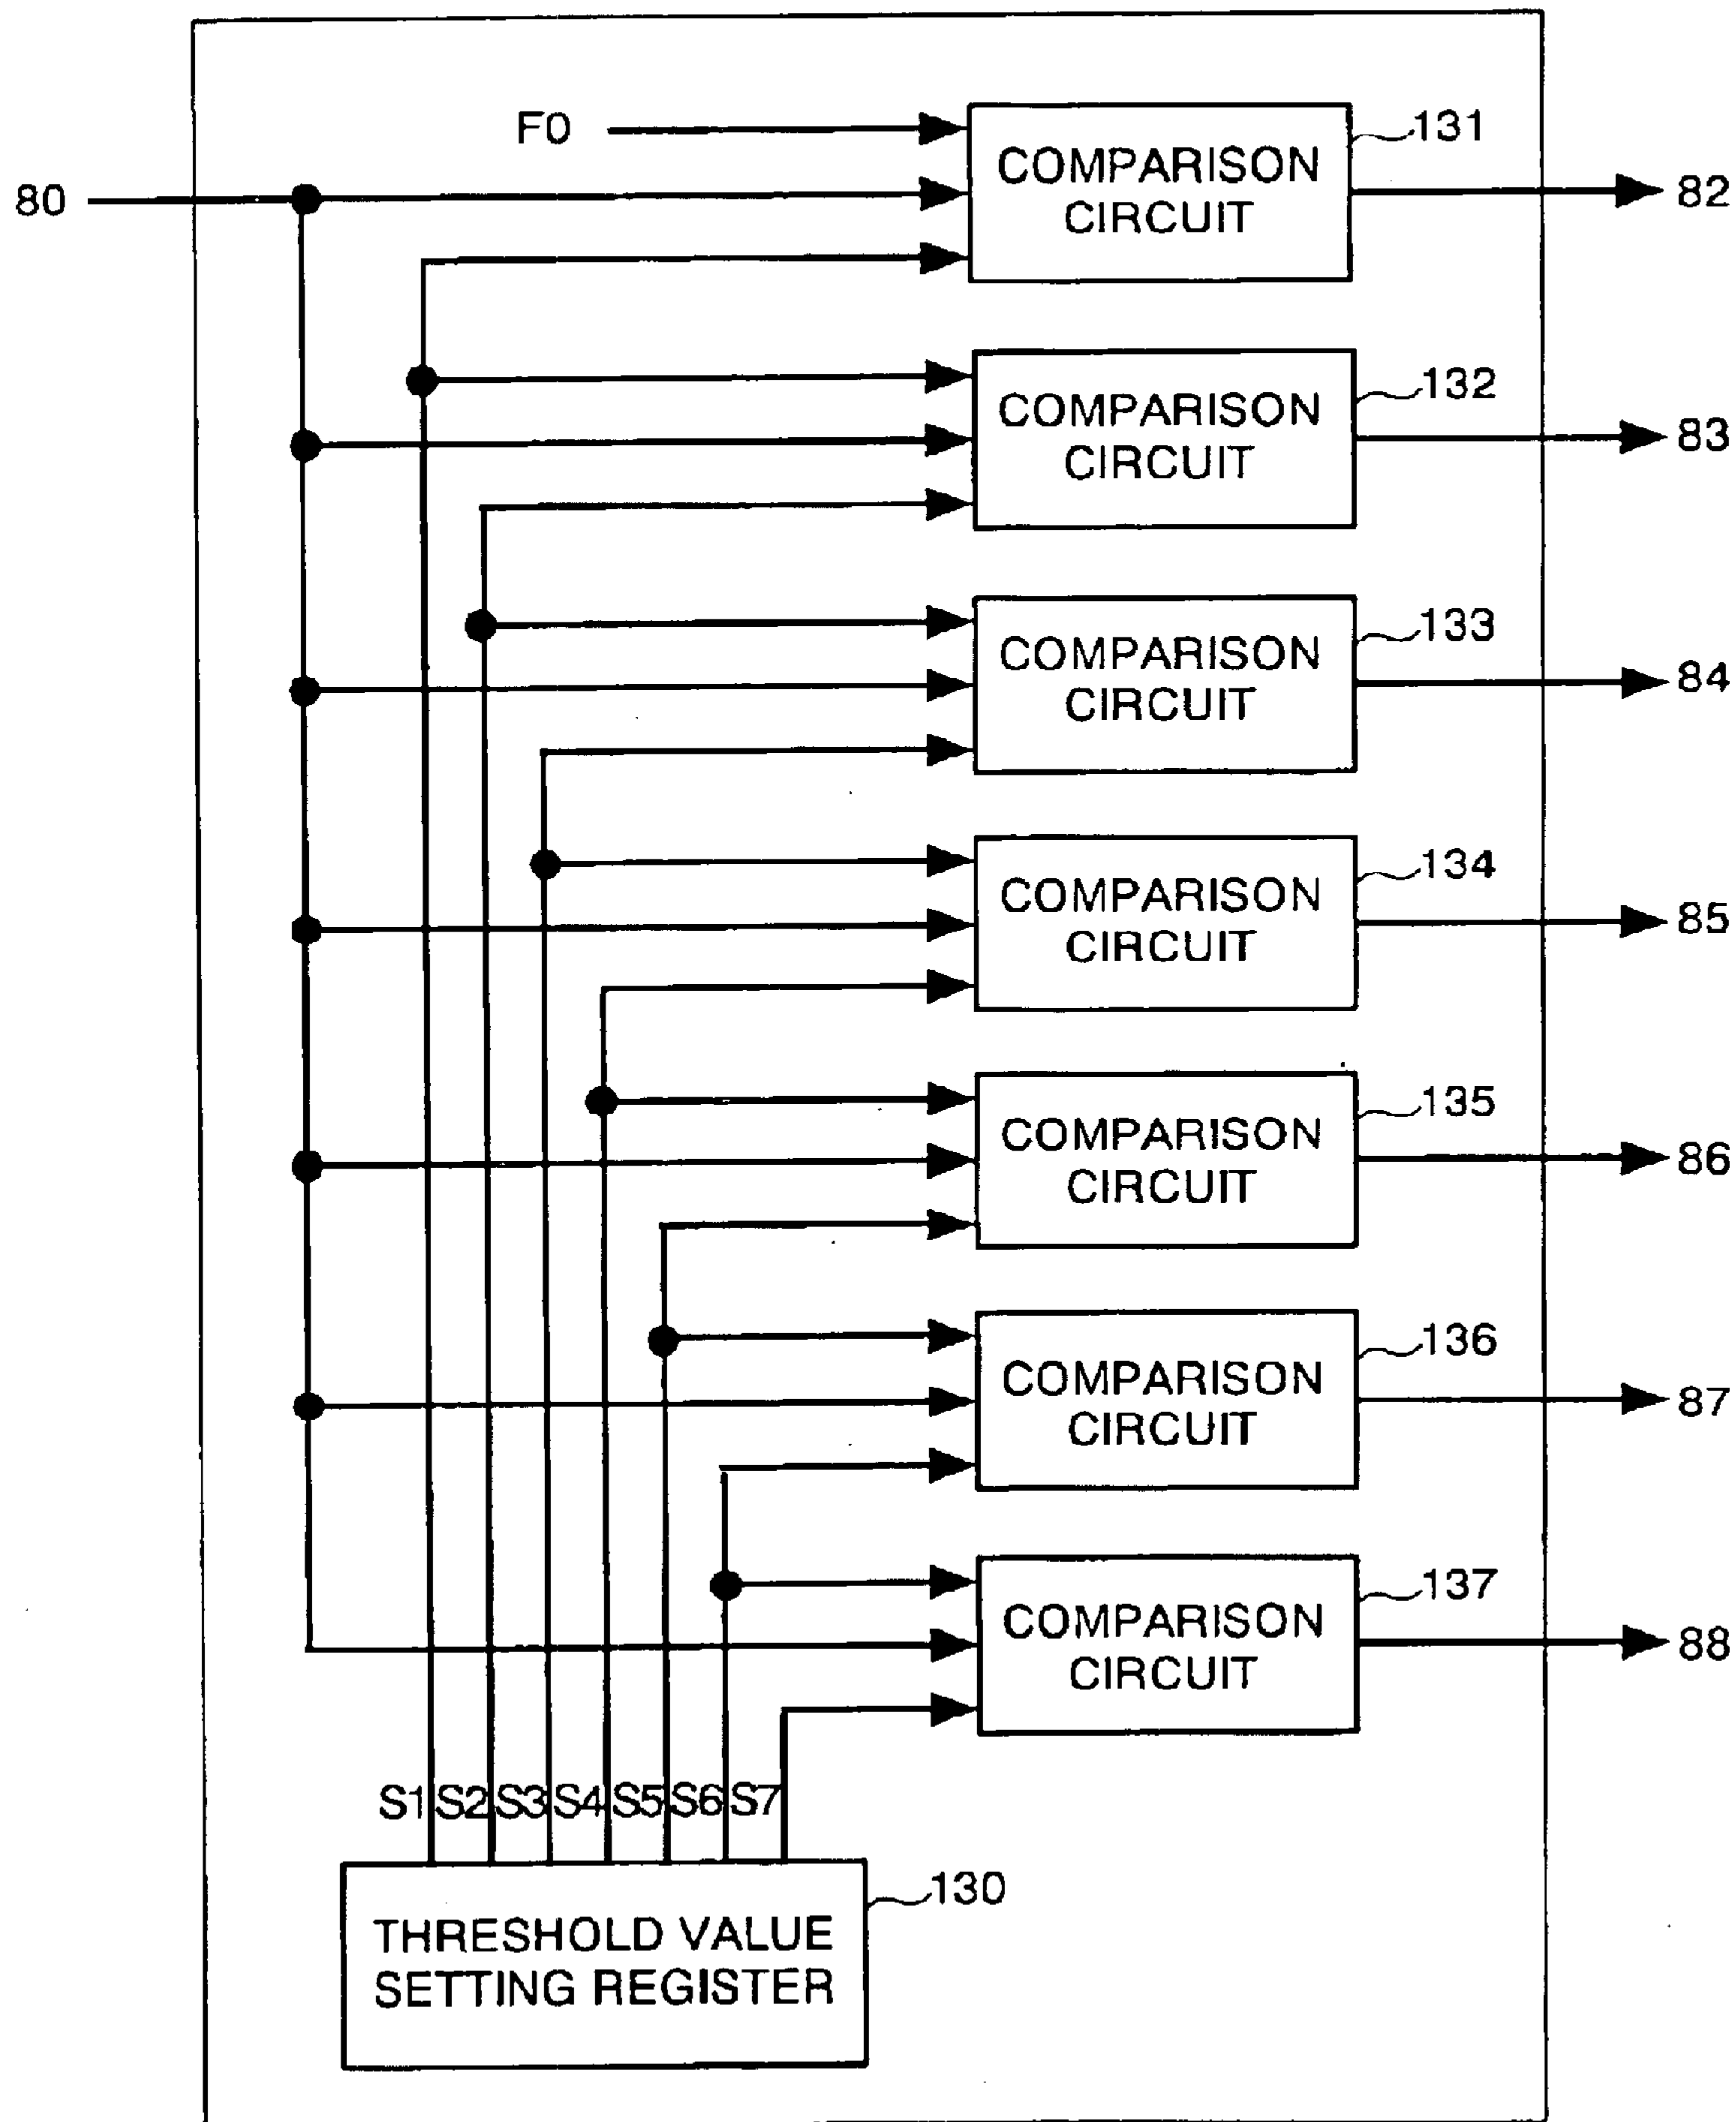 F0
COMPARISON
CIRCUIT
131
80
82
COMPARISON
CIRCUIT
132
83
COMPARISON
CIRCUIT
133
84
COMPARISON
CIRCUIT
134
85
COMPARISON
CIRCUIT
135
86
COMPARISON
CIRCUIT
136
87
COMPARISON
CIRCUIT
137
88
S1 S2 S3 S4 S5 S6 S7
THRESHOLD VALUE
SETTING REGISTER
130